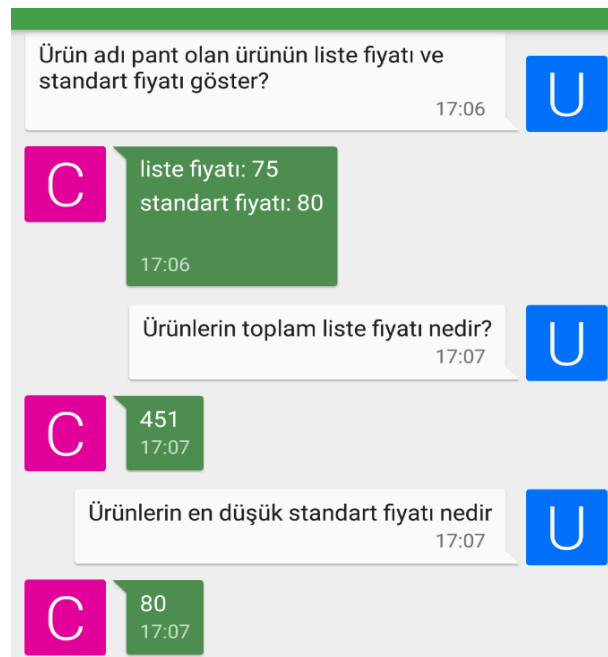 Ürün adı pant olan ürünün liste fiyatı ve
standart fiyatı göster?
17:06
U
C
liste fiyatı: 75
standart fiyatı: 80
17:06
Ürünlerin toplam liste fiyatı nedir?
17:07
U
C
451
17:07
Ürünlerin en düşük standart fiyatı nedir
17:07
U
C
80
17:07